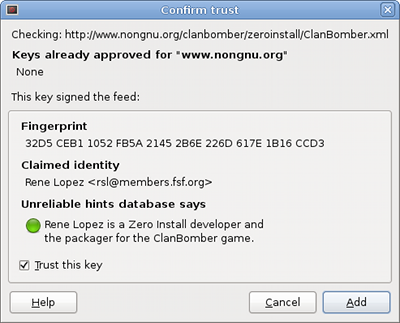 Confirm trust
Checking: http://www.nongnu.org/clanbomber/zeroinstall/ClanBomber.xml
Keys already approved for "www.nongnu.org"
None
This key signed the feed:
Fingerprint
32D5 CEB1 1052 FB5A 2145 2B6E 226D 617E 1B16 CCD3
Claimed identity
Rene Lopez <rsl@members.fsf.org>
Unreliable hints database says
Rene Lopez is a Zero Install developer and
the packager for the ClanBomber game.
Trust this key
Help
Cancel
Add